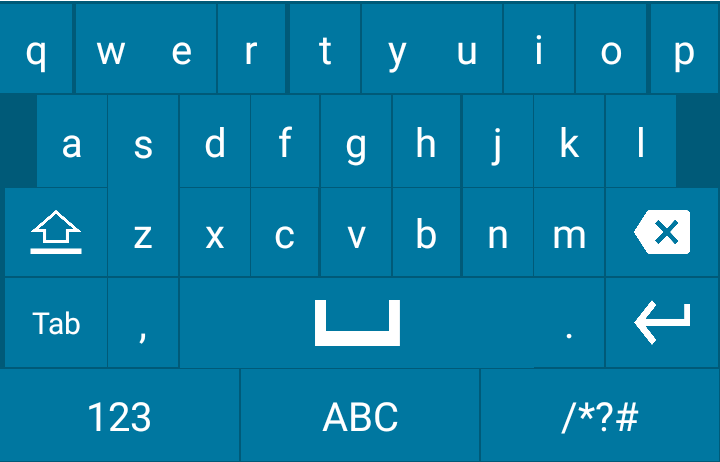 q w e r t y u i o p
a s d f g h j k l
z x c v b n m
Tab , .
123 ABC /*?#